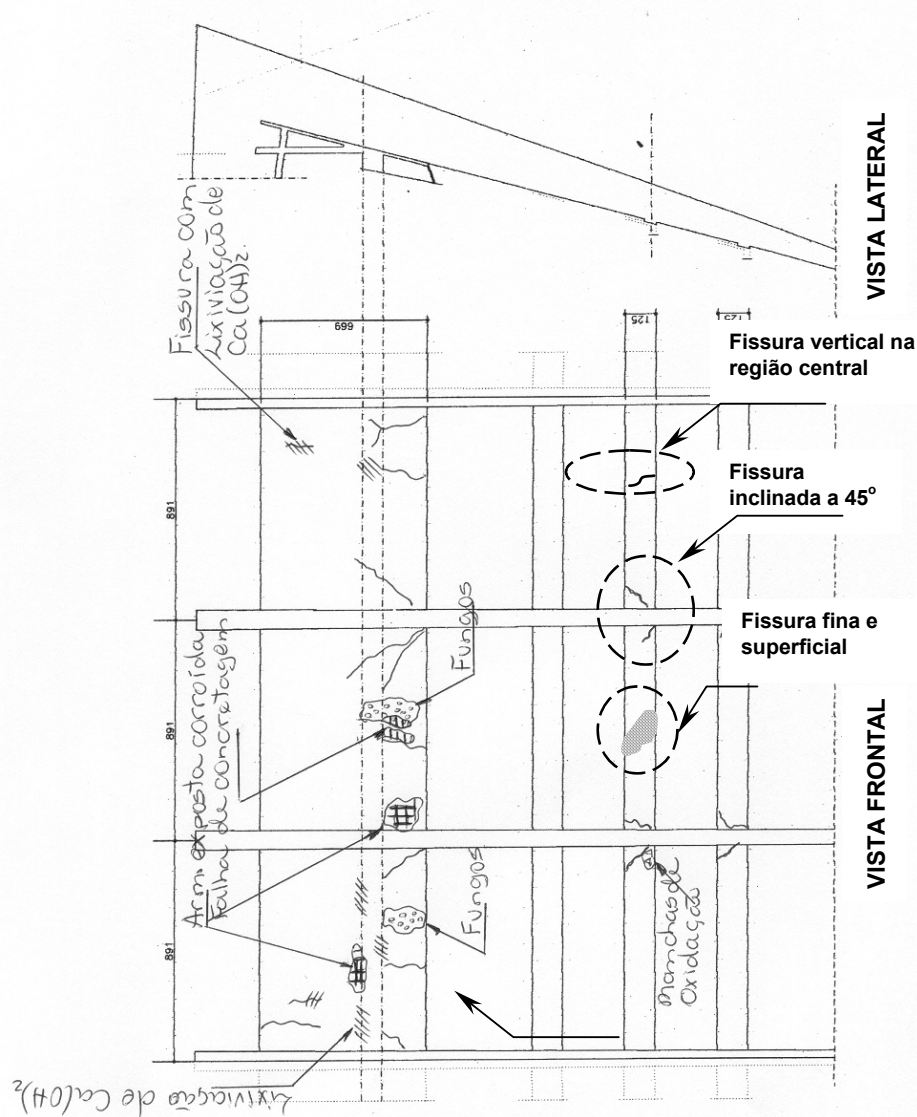 VISTA LATERAL
Fissura com
Lixiviação de
Ca(OH)2.
699
125
125
Fissura vertical na
região central
Fissura
inclinada a 45º
Fissura fina e
superficial
VISTA FRONTAL
891
891
891
Arm. exposta corroída
Falha de concretagem
Fungos
Fungos
Manchas de
Oxidação
Lixiviação de Ca(OH)2